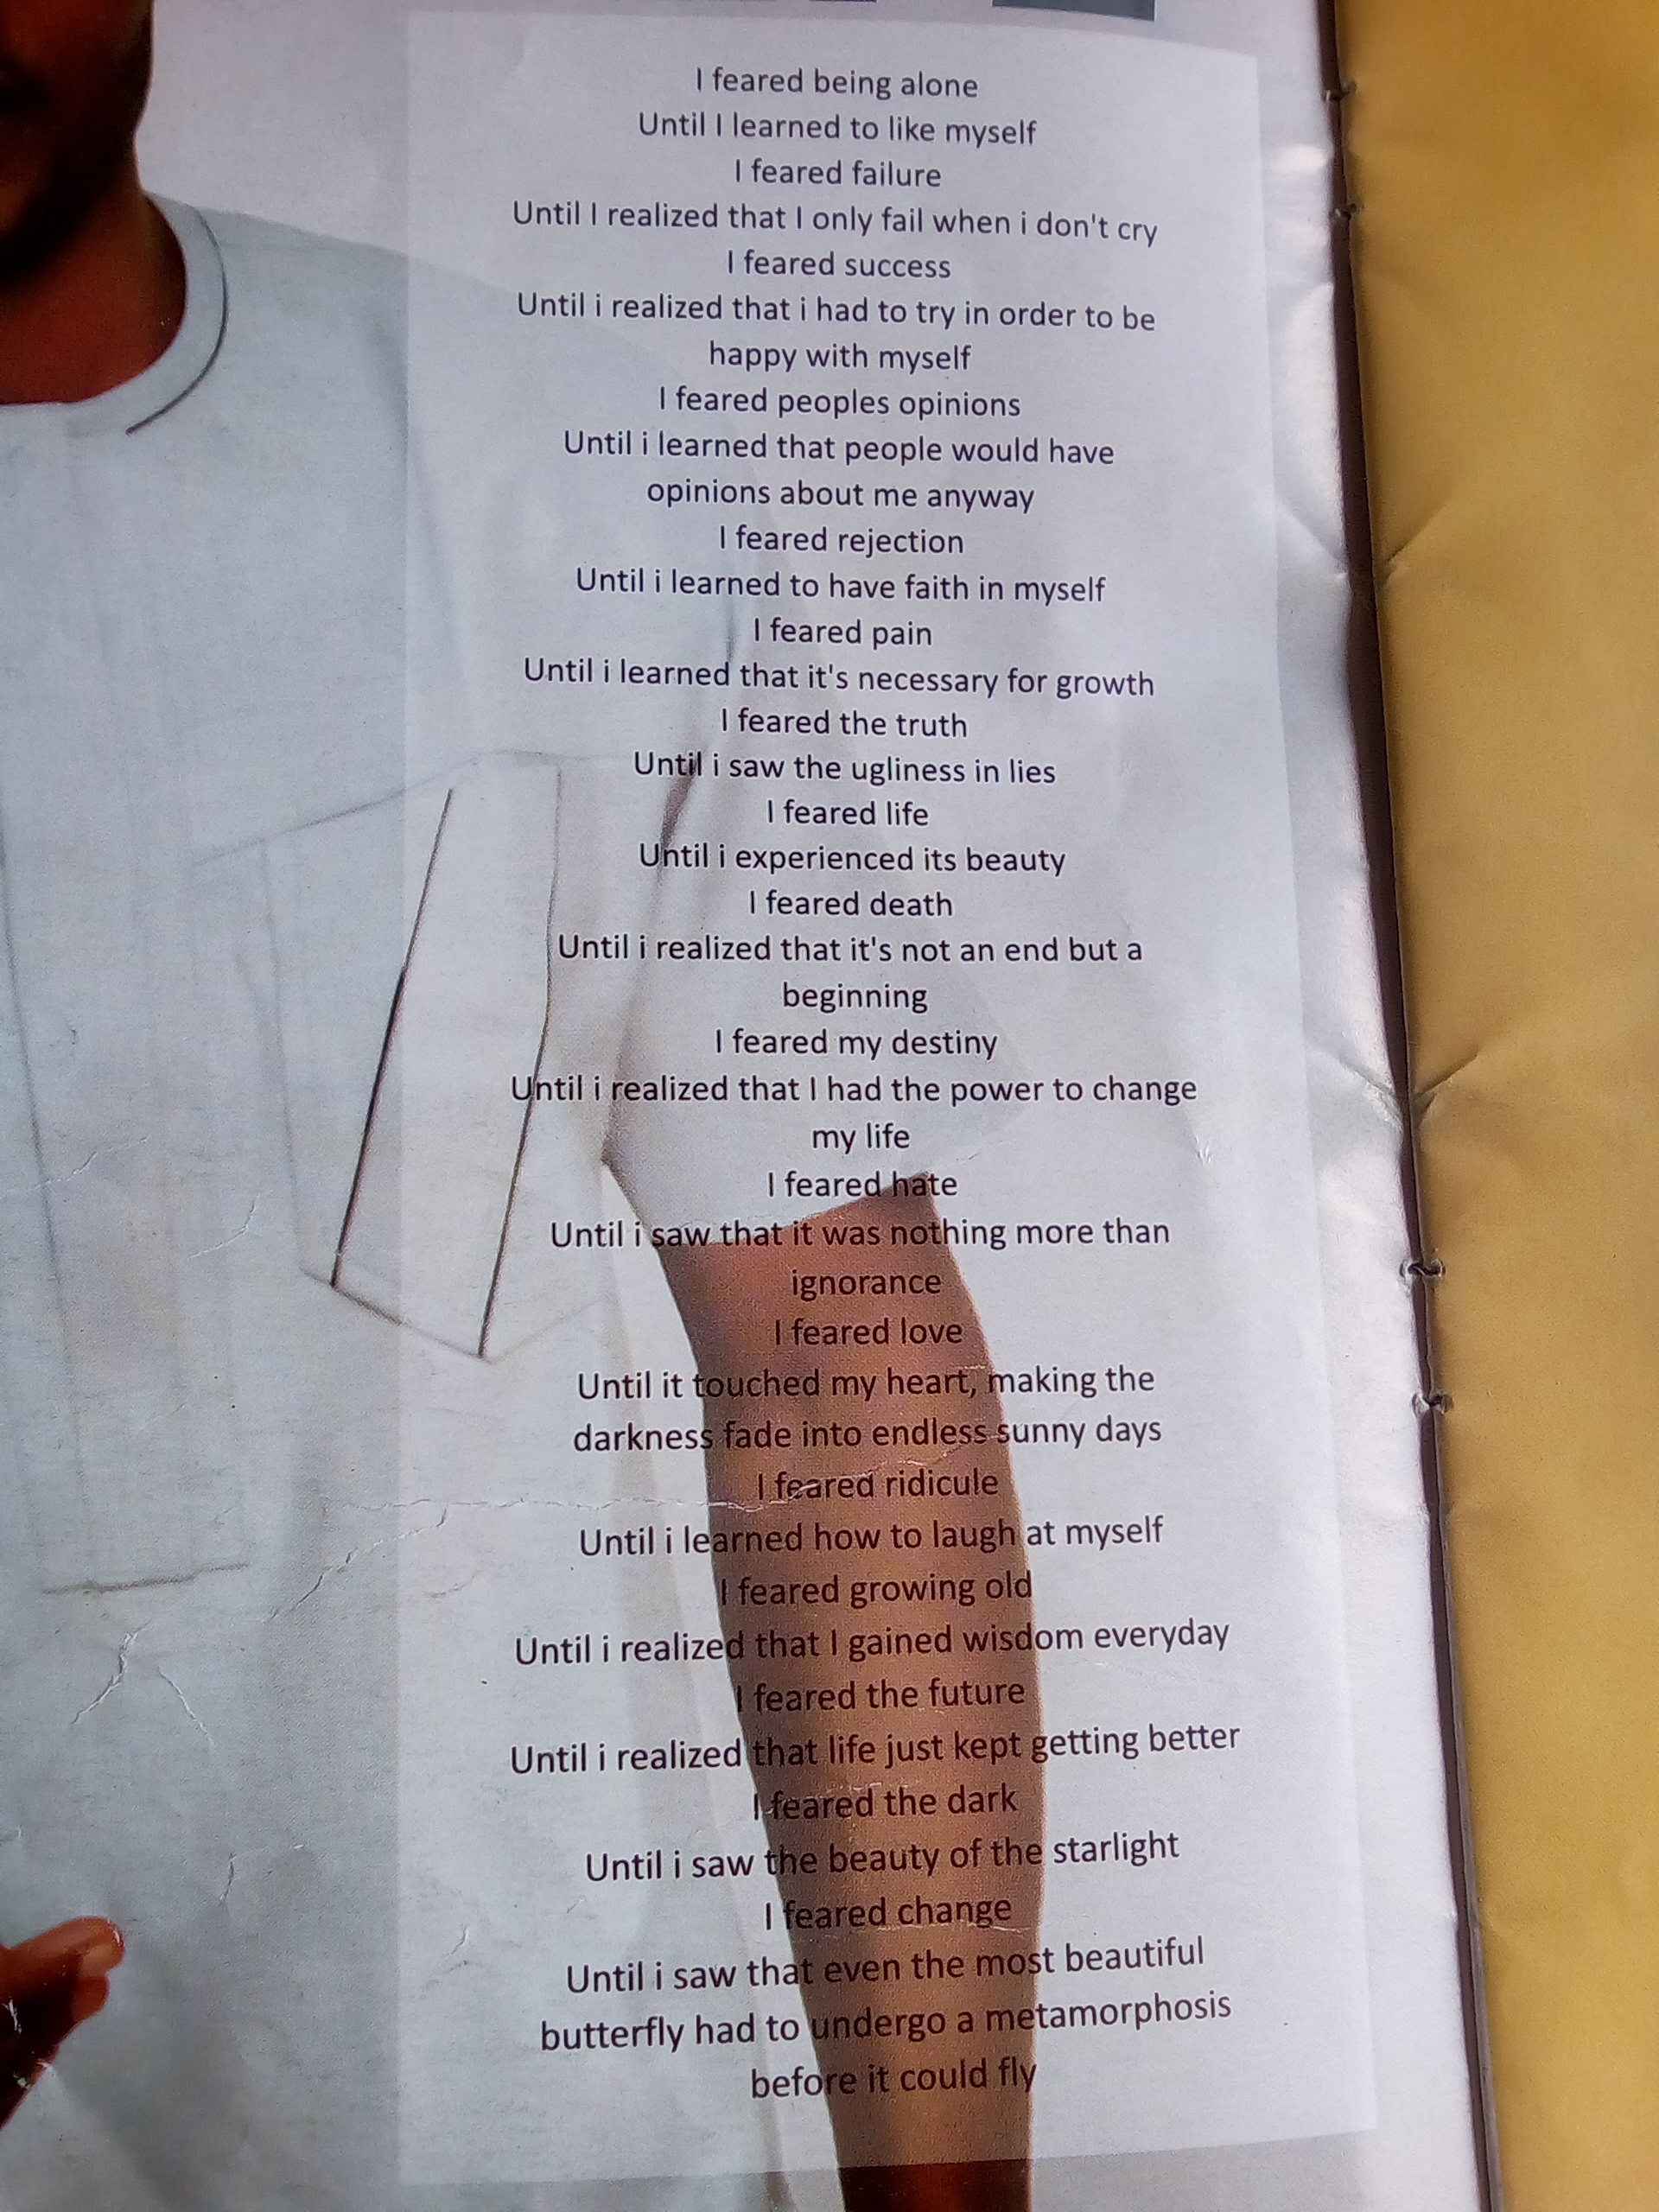 I feared being alone
Until I learned to like myself
I feared failure
Until I realized that I only fail when i don't cry
I feared success
Until i realized that i had to try in order to be
happy with myself
I feared peoples opinions
Until i learned that people would have
opinions about me anyway
I feared rejection
Until i learned to have faith in myself
I feared pain
Until i learned that it's necessary for growth
I feared the truth
Until i saw the ugliness in lies
I feared life
Until i experienced its beauty
I feared death
Until i realized that it's not an end but a
beginning
I feared my destiny
Until i realized that I had the power to change
my life
I feared hate
Until i saw that it was nothing more than
ignorance
I feared love
Until it touched my heart, making the
darkness fade into endless sunny days
I feared ridicule
Until i learned how to laugh at myself
I feared growing old
Until i realized that I gained wisdom everyday
I feared the future
Until i realized that life just kept getting better
I feared the dark
Until i saw the beauty of the starlight
I feared change
Until i saw that even the most beautiful
butterfly had to undergo a metamorphosis
before it could fly